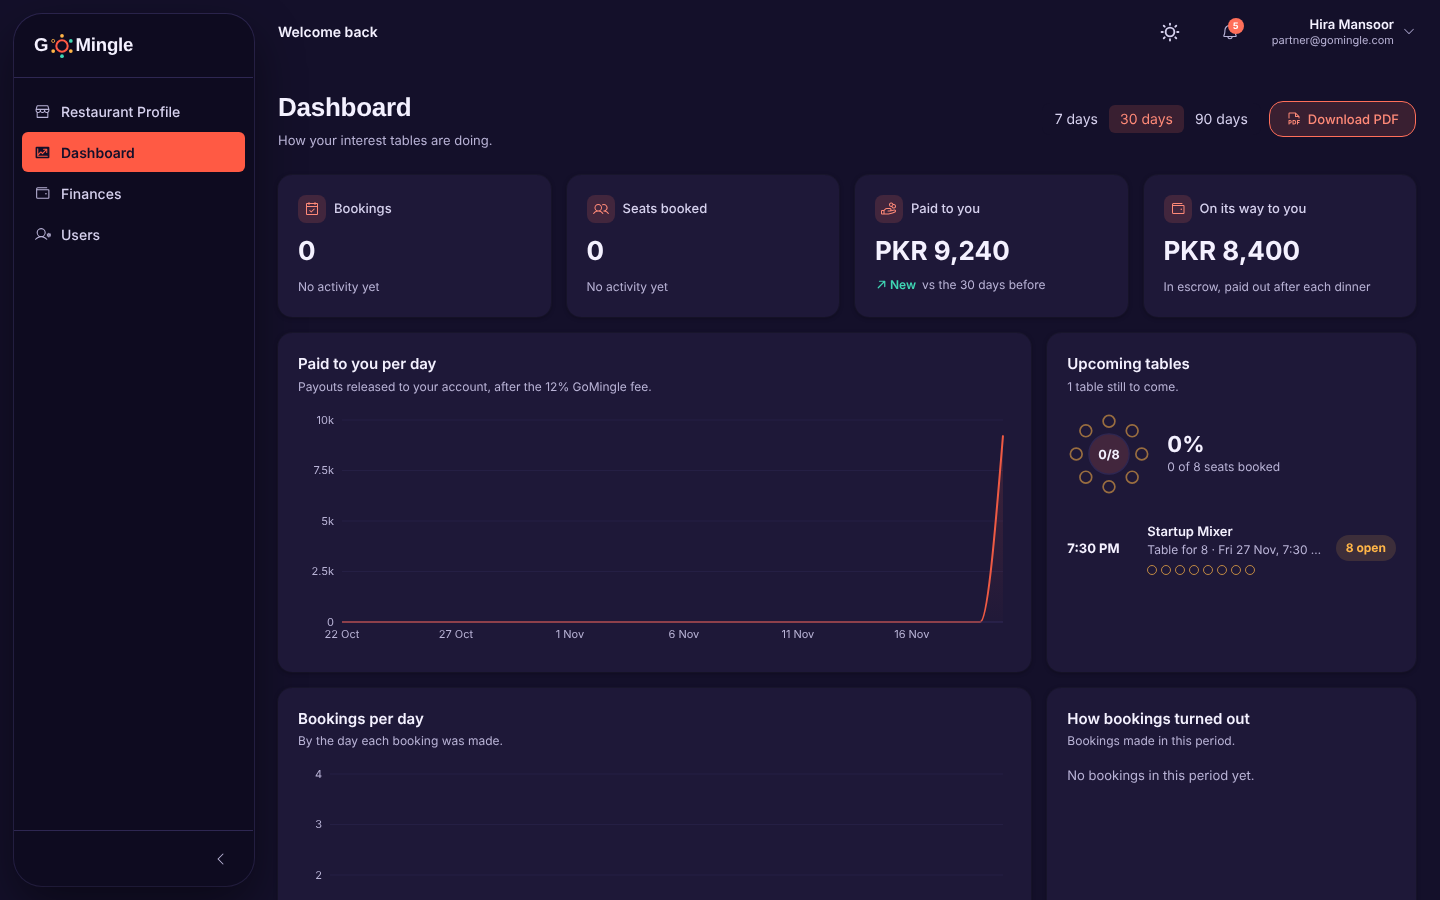 GoMingle
Welcome back
5
Hira Mansoor
partner@gomingle.com
Restaurant Profile
Dashboard
Finances
Users
Dashboard
How your interest tables are doing.
7 days
30 days
90 days
PDF
Download PDF
Bookings
0
No activity yet
Seats booked
0
No activity yet
Paid to you
PKR 9,240
New vs the 30 days before
On its way to you
PKR 8,400
In escrow, paid out after each dinner
Paid to you per day
Payouts released to your account, after the 12% GoMingle fee.
10k
7.5k
5k
2.5k
0
22 Oct
27 Oct
1 Nov
6 Nov
11 Nov
16 Nov
Upcoming tables
1 table still to come.
0/8
0%
0 of 8 seats booked
7:30 PM
Startup Mixer
Table for 8 · Fri 27 Nov, 7:30 ...
8 open
Bookings per day
By the day each booking was made.
4
3
2
How bookings turned out
Bookings made in this period.
No bookings in this period yet.